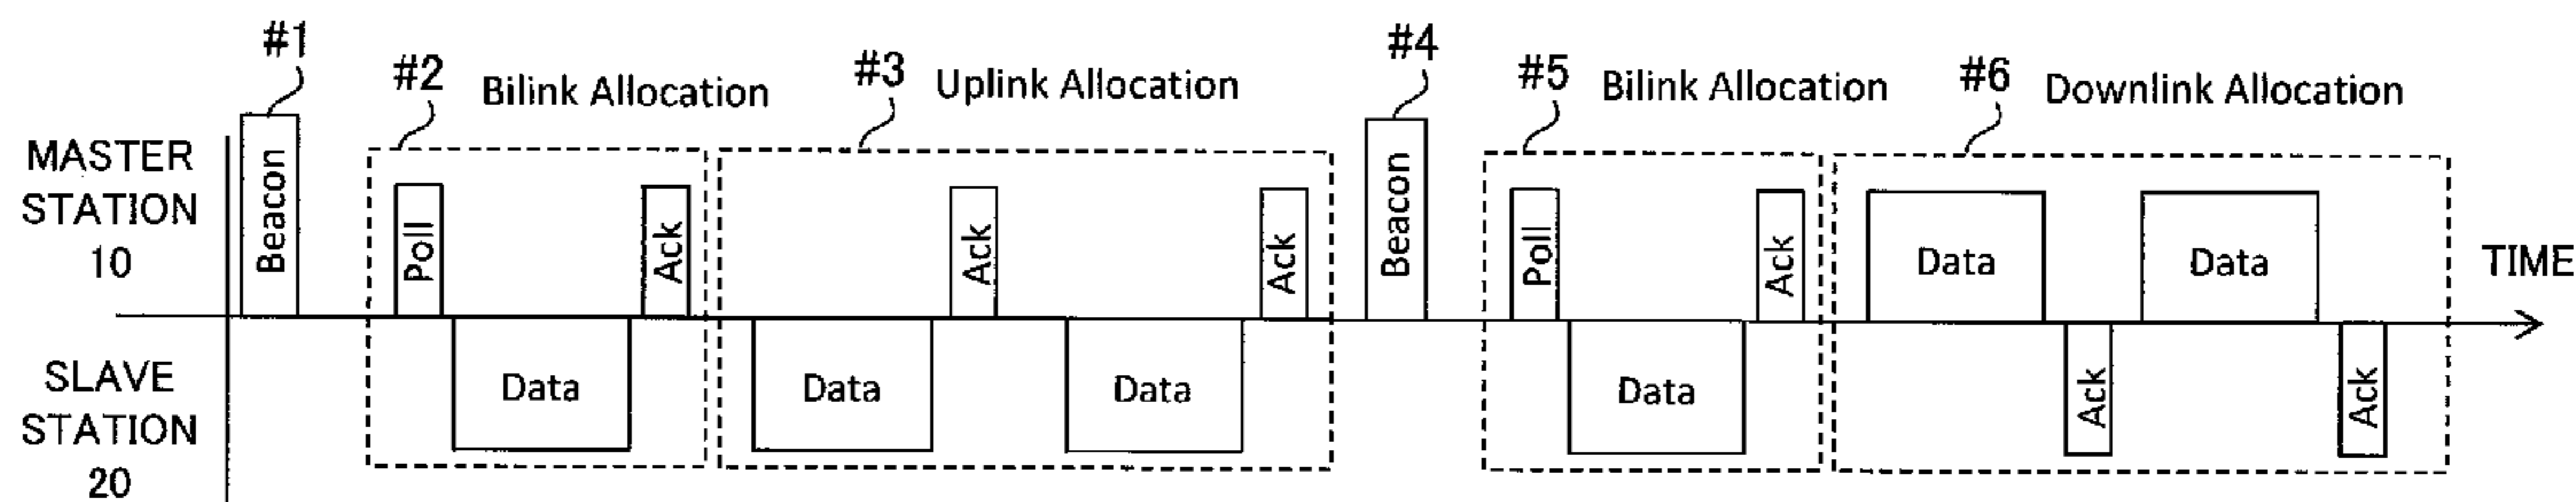 #1
#2 Bilink Allocation
#3 Uplink Allocation
#4
#5 Bilink Allocation
#6 Downlink Allocation
MASTER
STATION
10
Beacon
Poll
Ack
Ack
Ack
Beacon
Poll
Ack
Data
Data
TIME
SLAVE
STATION
20
Data
Data
Data
Data
Ack
Ack